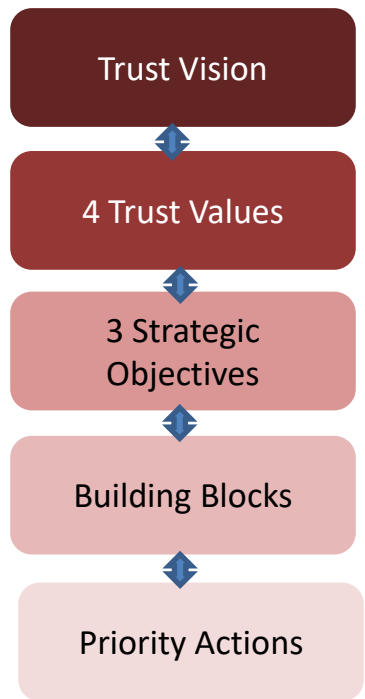 Trust Vision
4 Trust Values
3 Strategic
Objectives
Building Blocks
Priority Actions